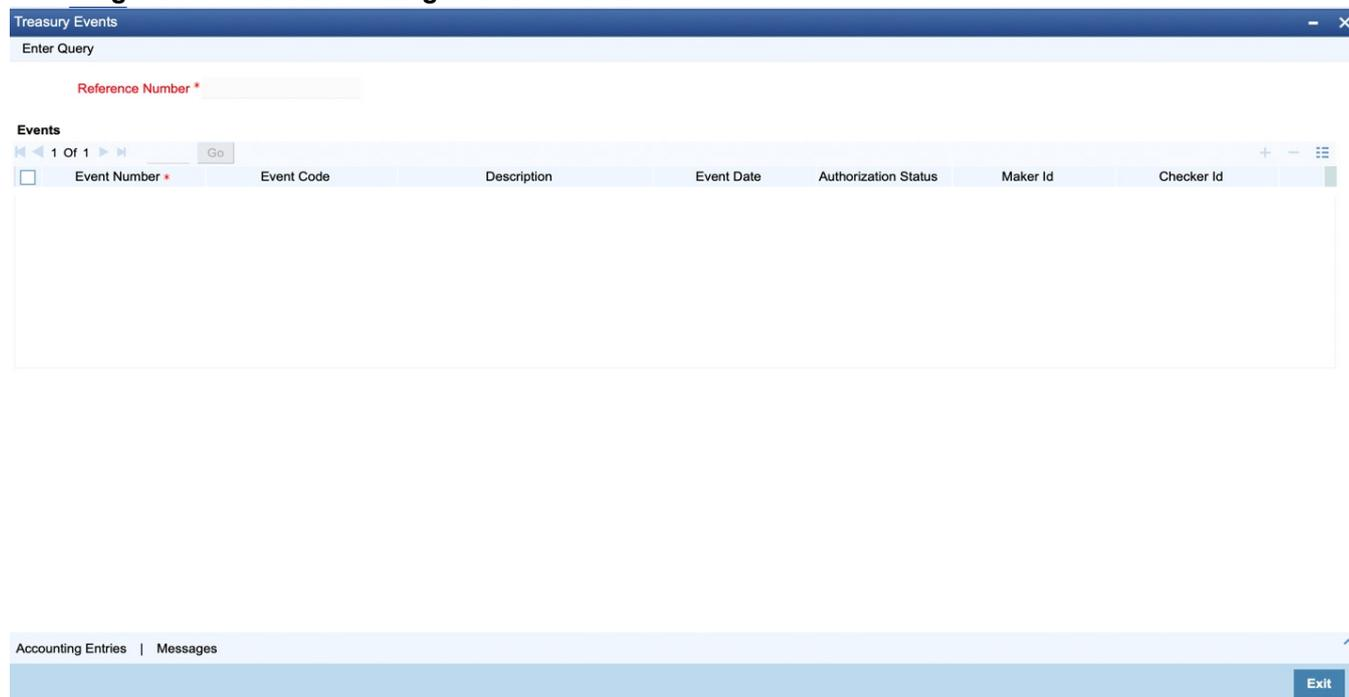 Treasury Events
Enter Query
Reference Number *
Events
1 Of 1 Go
Event Number * Event Code Description Event Date Authorization Status Maker Id Checker Id
Accounting Entries | Messages
Exit